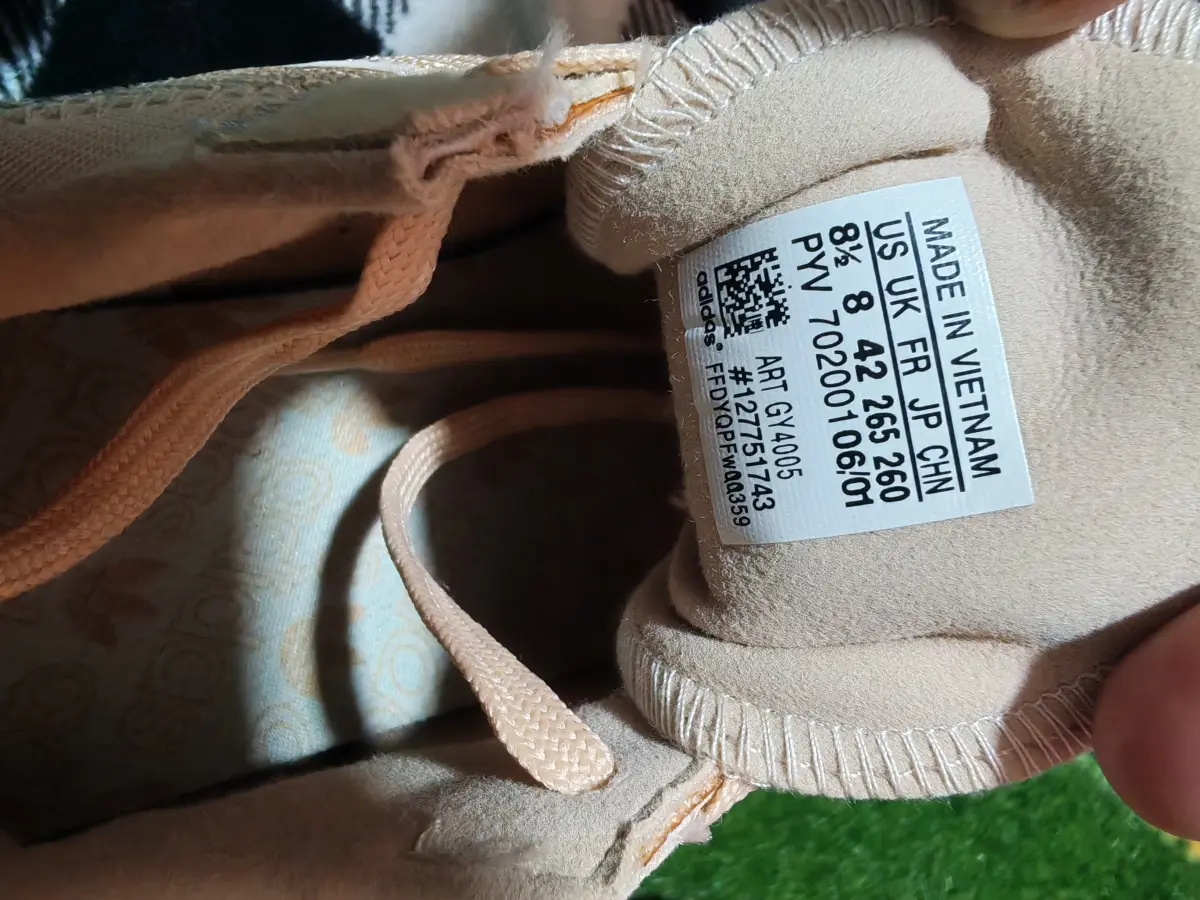 MADE IN VIETNAM
US UK FR JP CHN
8½ 8 42 265 260
PYV 702001 06/01
ART GY4005
#127751743
adidas® FFDYQPFW00359